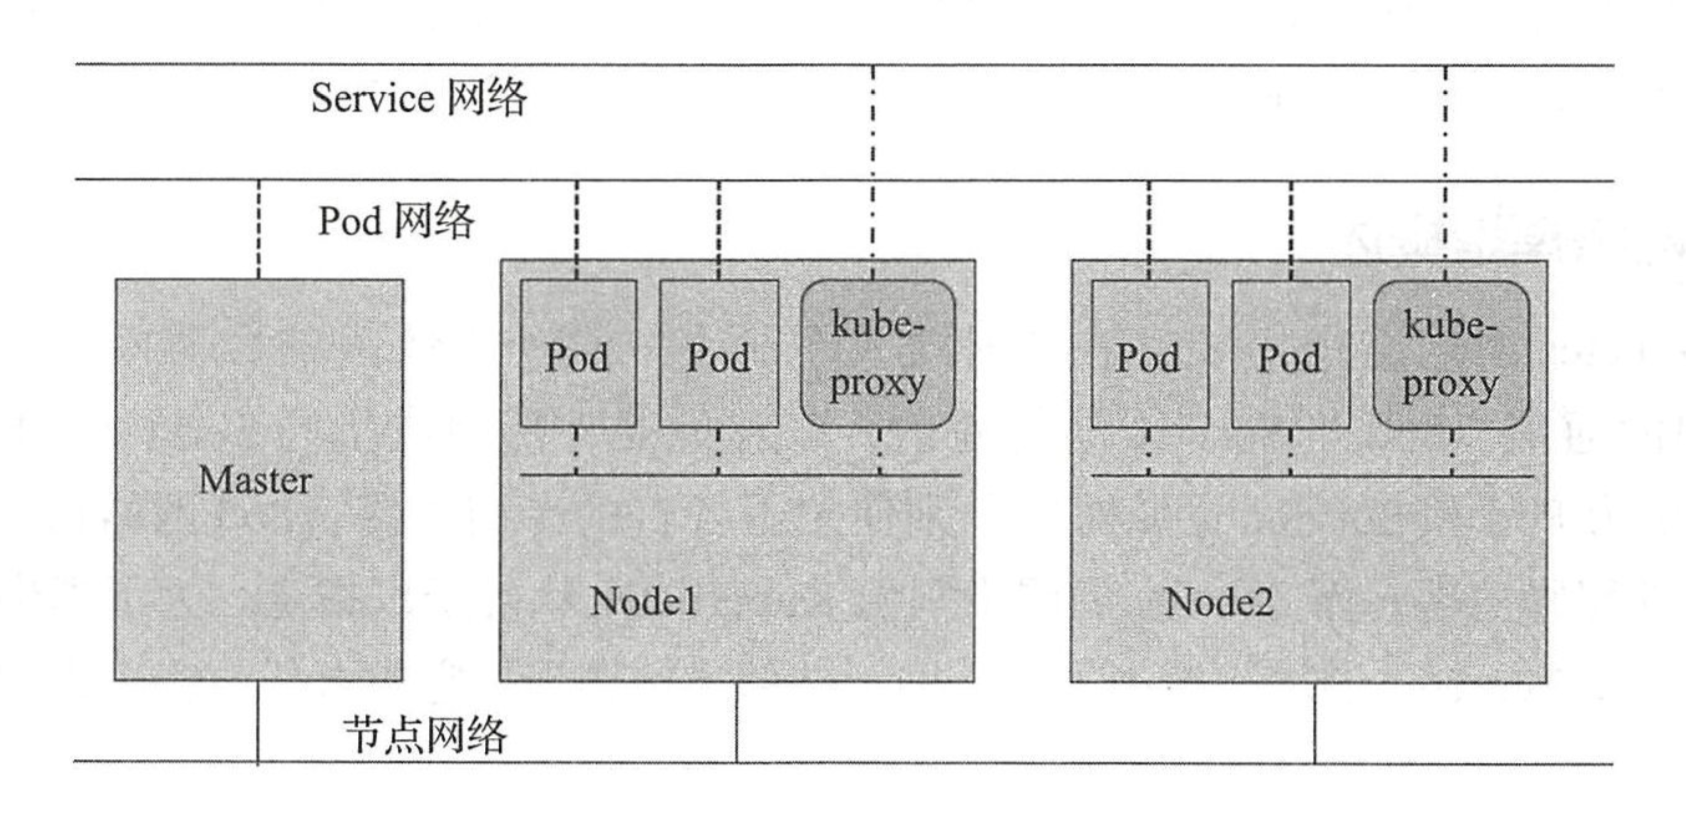 Service 网络
Pod 网络
Pod
Pod
kube-
proxy
Pod
Pod
kube-
proxy
Master
Node1
Node2
节点网络